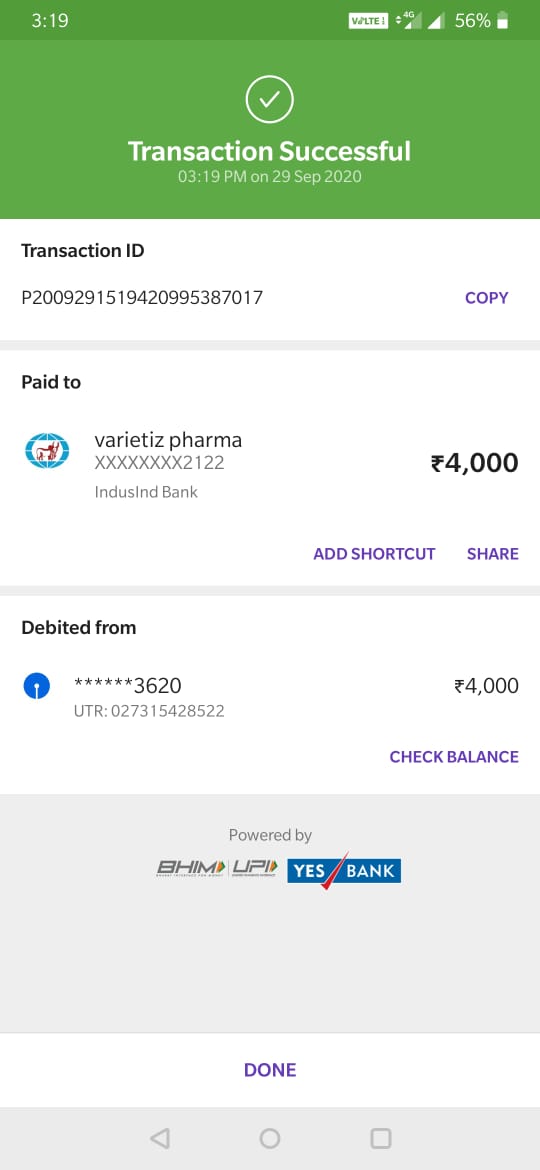 3:19
VoLTE 4G 56%
Transaction Successful
03:19 PM on 29 Sep 2020
Transaction ID
P2009291519420995387017
COPY
Paid to
varietiz pharma
XXXXXXXX2122
₹4,000
IndusInd Bank
ADD SHORTCUT SHARE
Debited from
******3620
₹4,000
UTR: 027315428522
CHECK BALANCE
Powered by
BHIM UPI YES BANK
DONE